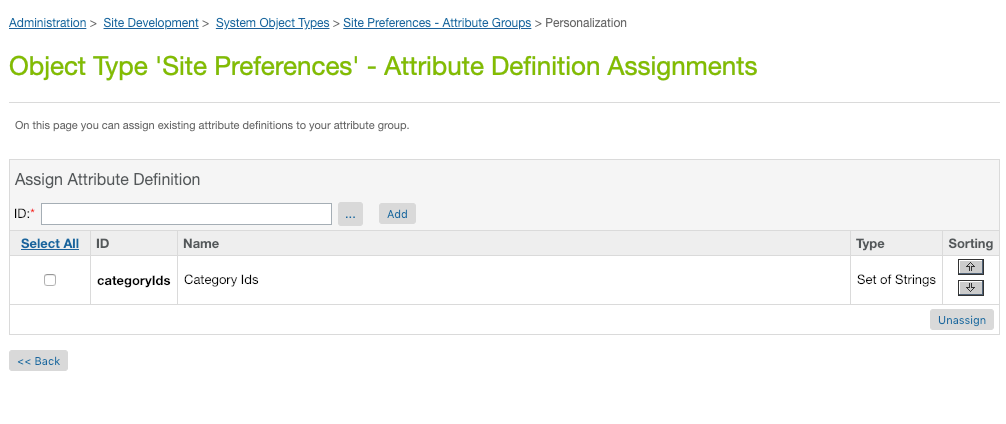 Administration > Site Development > System Object Types > Site Preferences - Attribute Groups > Personalization
Object Type 'Site Preferences' - Attribute Definition Assignments
On this page you can assign existing attribute definitions to your attribute group.
Assign Attribute Definition
ID:* ... Add
Select All ID Name Type Sorting
categoryIds Category Ids Set of Strings
Unassign
<< Back